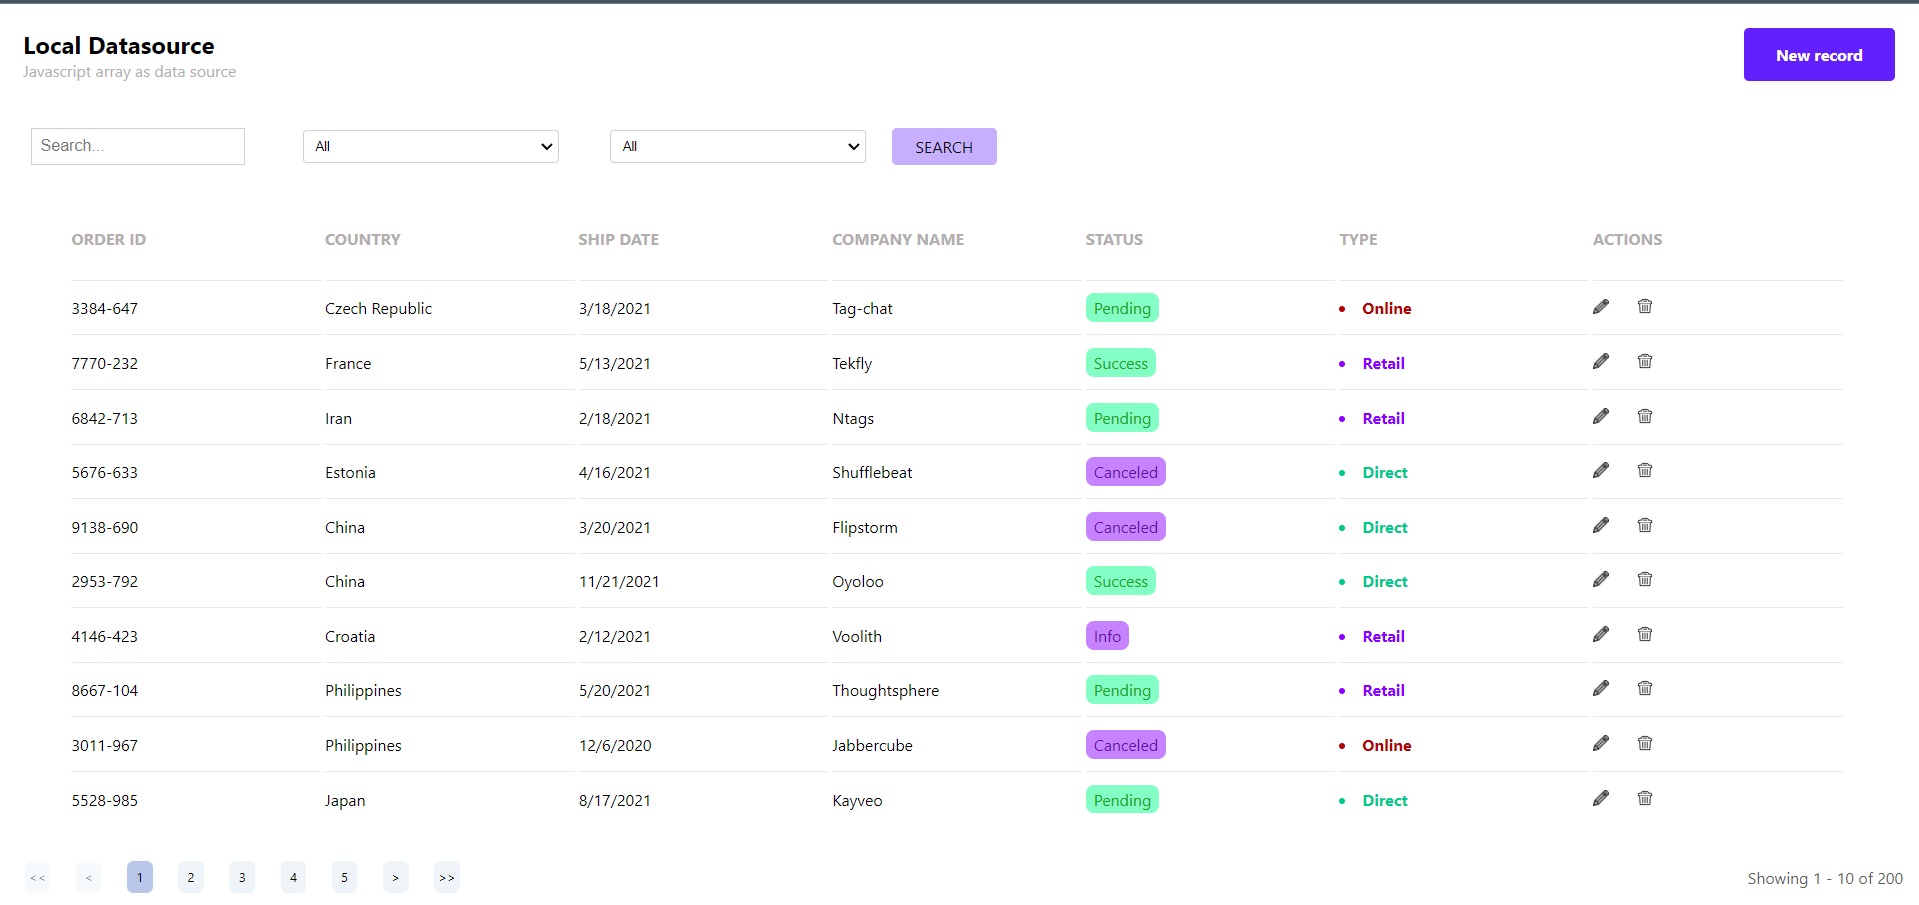 Local Datasource
Javascript array as data source
New record
Search...
All
All
SEARCH
ORDER ID COUNTRY SHIP DATE COMPANY NAME STATUS TYPE ACTIONS
3384-647 Czech Republic 3/18/2021 Tag-chat Pending • Online
7770-232 France 5/13/2021 Tekfly Success • Retail
6842-713 Iran 2/18/2021 Ntags Pending • Retail
5676-633 Estonia 4/16/2021 Shufflebeat Canceled • Direct
9138-690 China 3/20/2021 Flipstorm Canceled • Direct
2953-792 China 11/21/2021 Oyoloo Success • Direct
4146-423 Croatia 2/12/2021 Voolith Info • Retail
8667-104 Philippines 5/20/2021 Thoughtsphere Pending • Retail
3011-967 Philippines 12/6/2020 Jabbercube Canceled • Online
5528-985 Japan 8/17/2021 Kayveo Pending • Direct
<< < 1 2 3 4 5 > >>
Showing 1 - 10 of 200